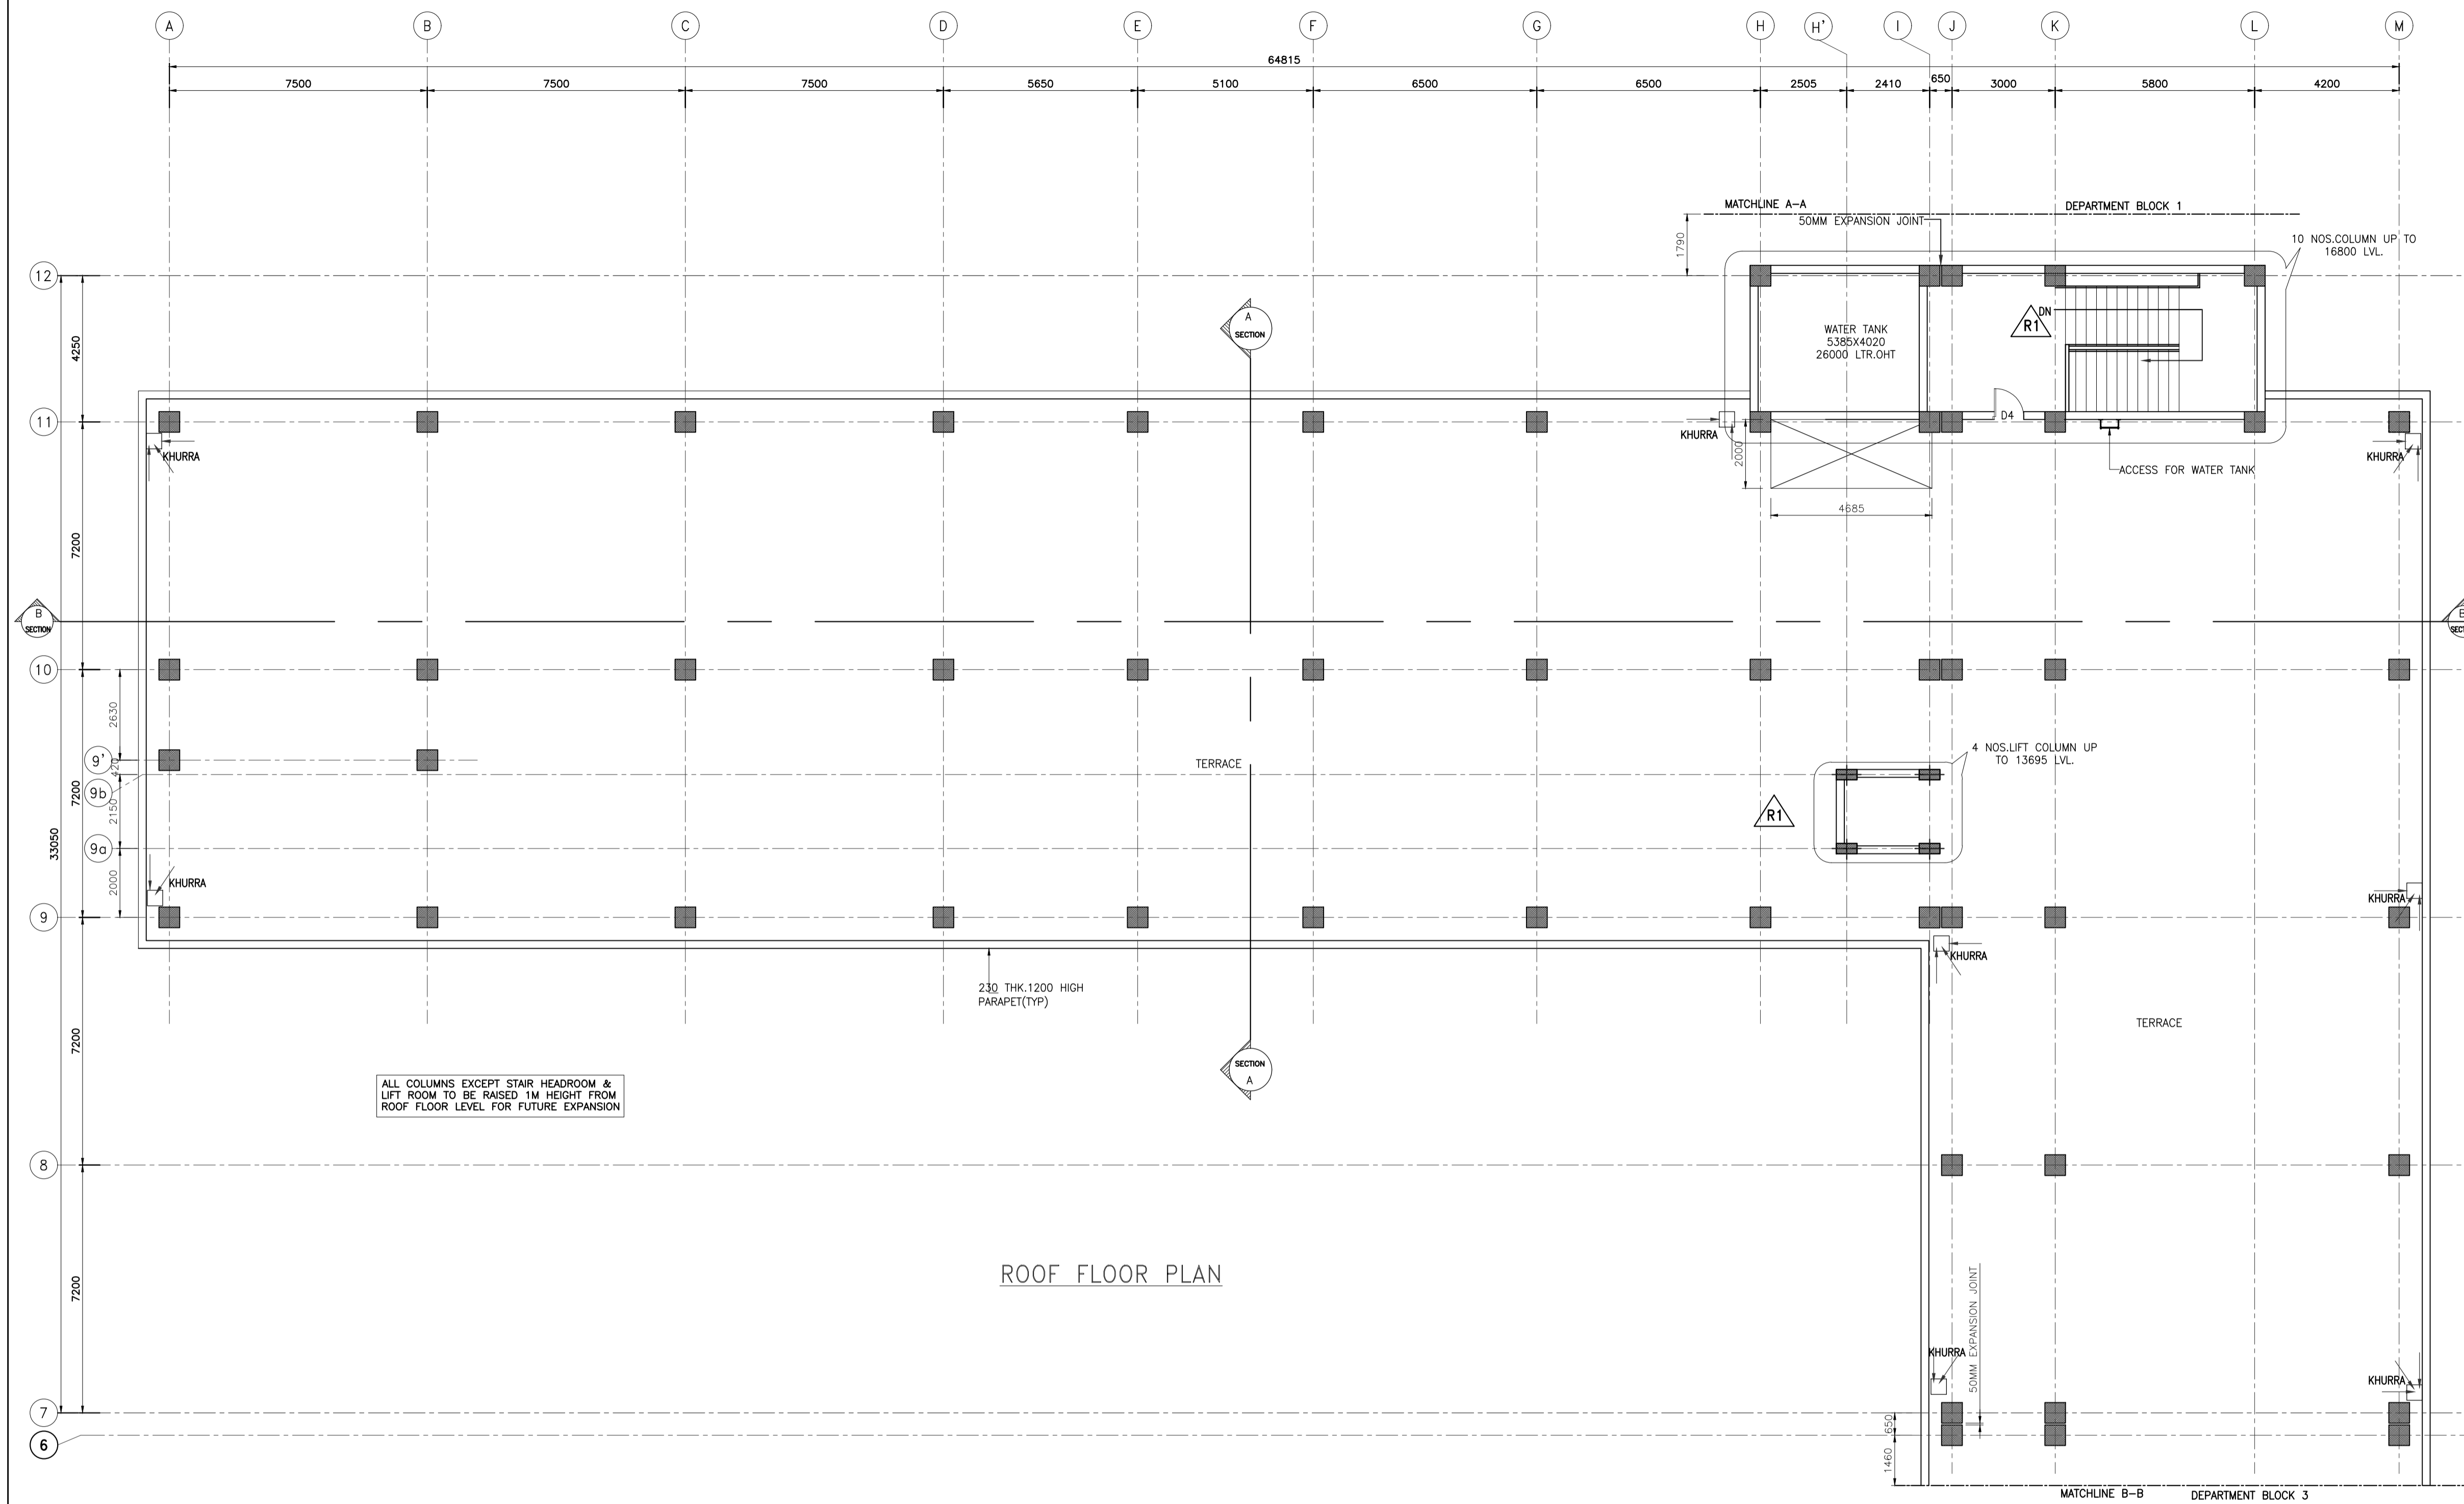 A B C D E F G H H' I J K L M
64815
7500 7500 7500 5650 5100 6500 6500 2505 2410 650 3000 5800 4200
MATCHLINE A-A
DEPARTMENT BLOCK 1
50MM EXPANSION JOINT
1790
10 NOS.COLUMN UP TO
16800 LVL.
12
4250
A
SECTION
WATER TANK
5385X4020
26000 LTR.OHT
DN
R1
11
D4
KHURRA
KHURRA
2000
KHURRA
ACCESS FOR WATER TANK
4685
7200
B
SECTION
10
2630
9'
420
9b
7200
2150
33050
9a
2000
TERRACE
4 NOS.LIFT COLUMN UP
TO 13695 LVL.
R1
KHURRA
KHURRA
9
KHURRA
230 THK.1200 HIGH
PARAPET(TYP)
7200
TERRACE
SECTION
A
ALL COLUMNS EXCEPT STAIR HEADROOM &
LIFT ROOM TO BE RAISED 1M HEIGHT FROM
ROOF FLOOR LEVEL FOR FUTURE EXPANSION
8
7200
ROOF FLOOR PLAN
50MM EXPANSION JOINT
KHURRA
KHURRA
7
650
6
1460
MATCHLINE B-B
DEPARTMENT BLOCK 3